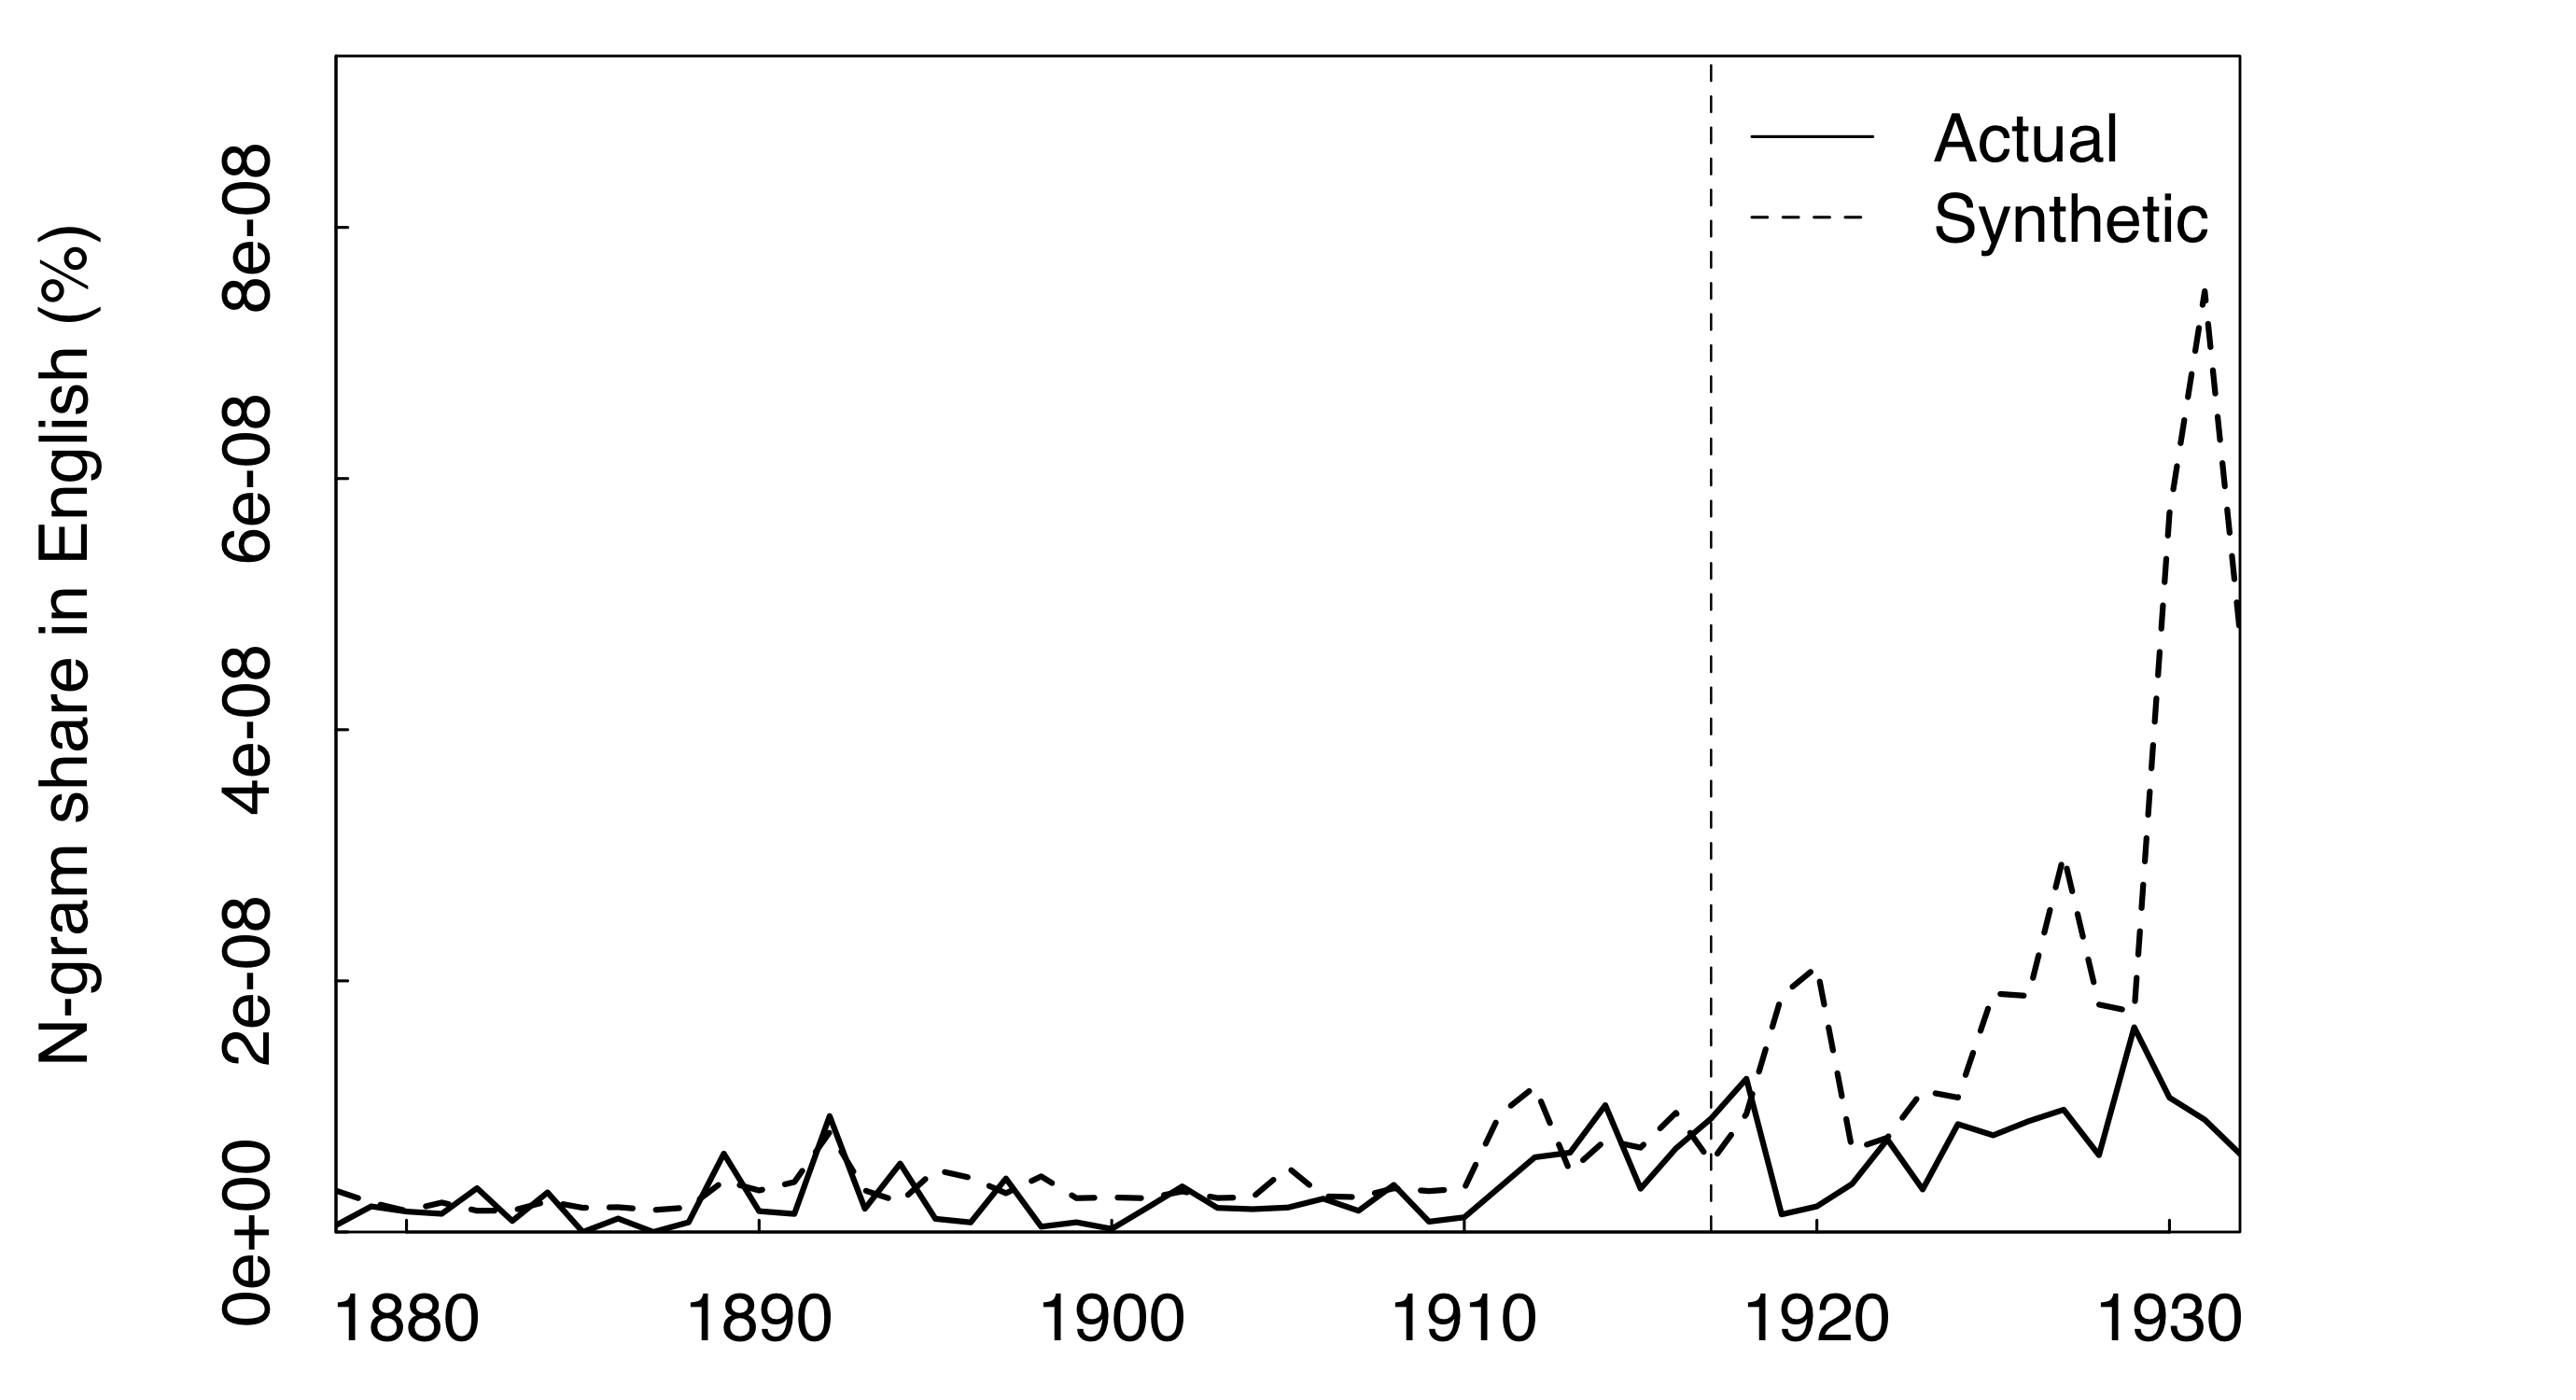 N-gram share in English (%)
8e-08
6e-08
4e-08
2e-08
0e+00
Actual
Synthetic
1880 1890 1900 1910 1920 1930